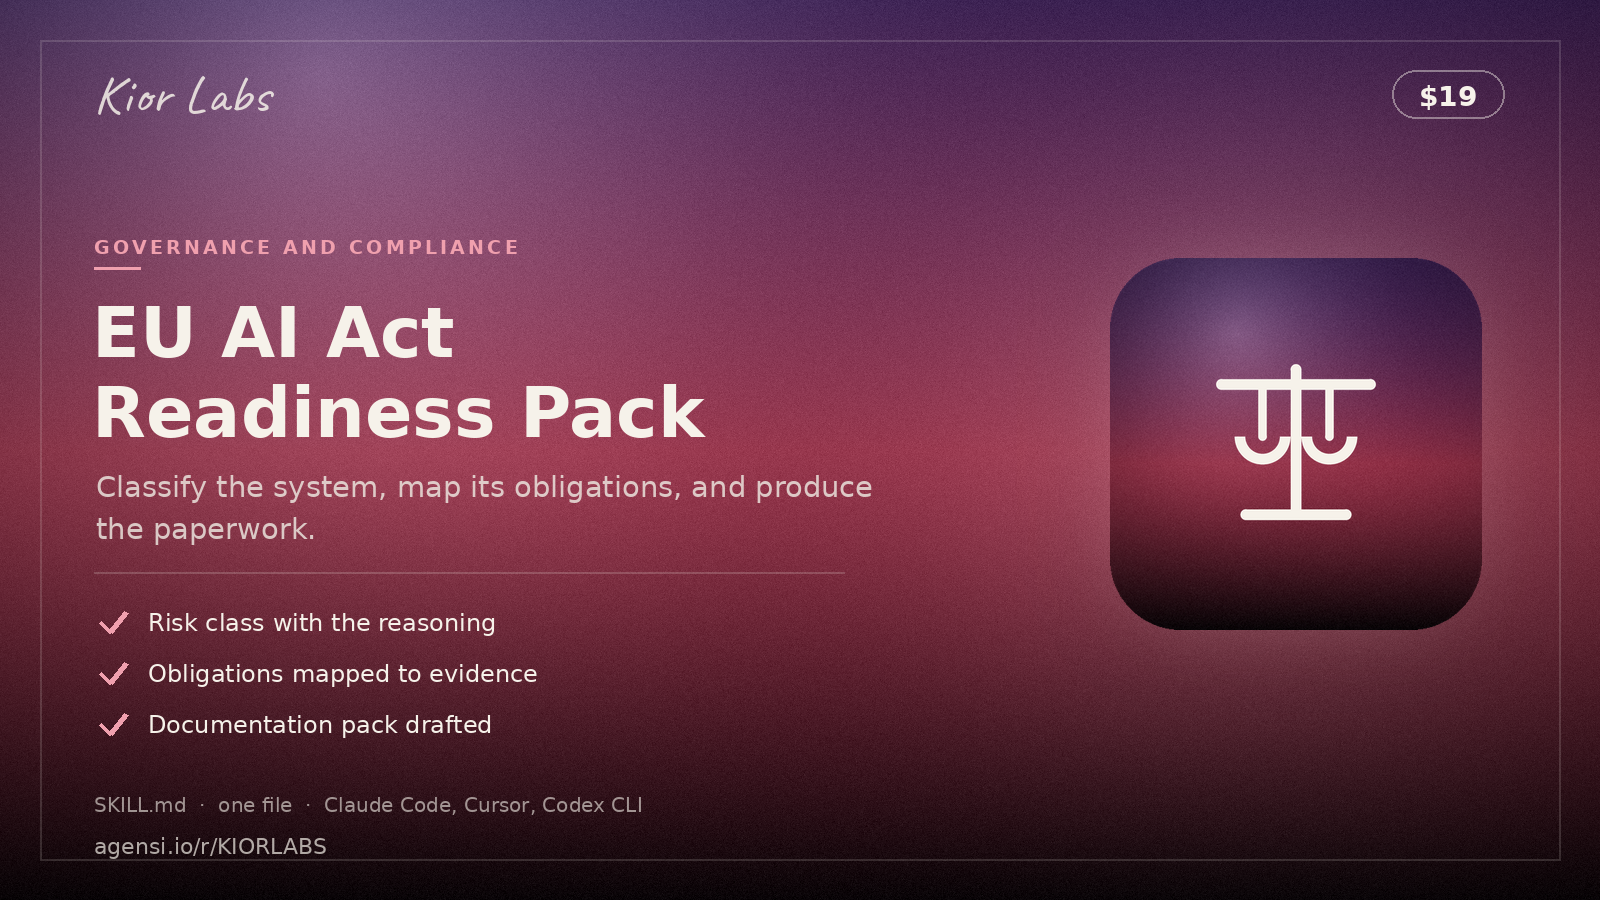 Kior Labs
$19
GOVERNANCE AND COMPLIANCE
EU AI Act
Readiness Pack
Classify the system, map its obligations, and produce
the paperwork.
Risk class with the reasoning
Obligations mapped to evidence
Documentation pack drafted
SKILL.md · one file · Claude Code, Cursor, Codex CLI
agensi.io/r/KIORLABS